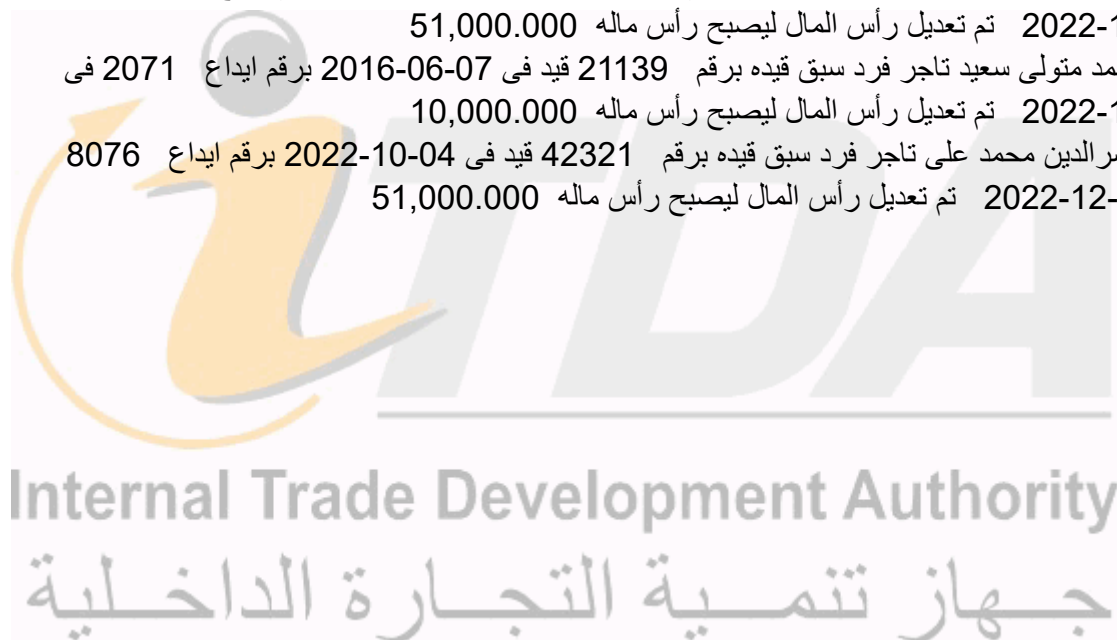 2022-1 تم تعديل رأس المال ليصبح رأس ماله 51,000.000
مد متولى سعيد تاجر فرد سبق قيده برقم 21139 قيد فى 07-06-2016 برقم ايداع 2071 فى
2022-1 تم تعديل رأس المال ليصبح رأس ماله 10,000.000
رالدين محمد على تاجر فرد سبق قيده برقم 42321 قيد فى 04-10-2022 برقم ايداع 8076
2022-12- تم تعديل رأس المال ليصبح رأس ماله 51,000.000
iTDA
Internal Trade Development Authority
جهاز تنمية التجارة الداخلية